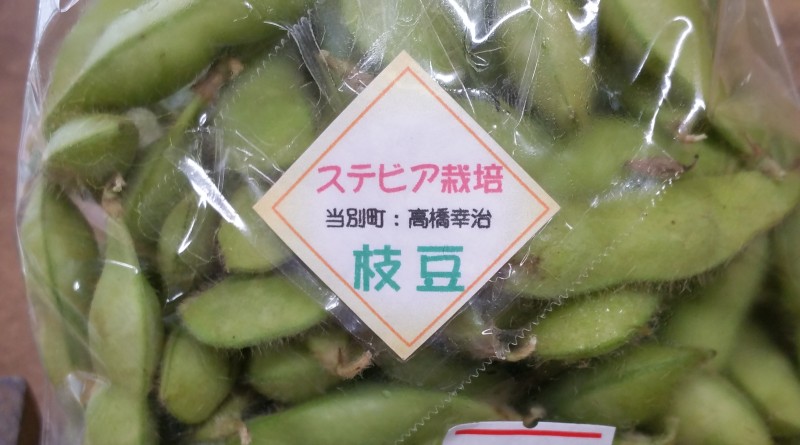 ステビア栽培
当別町：高橋幸治
枝豆